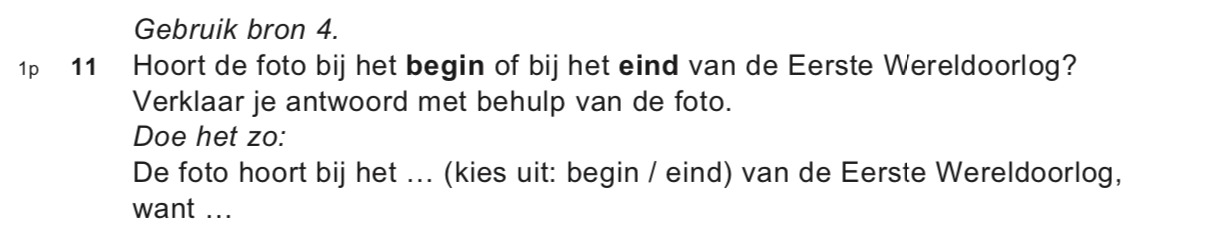 Gebruik bron 4.
1p 11 Hoort de foto bij het begin of bij het eind van de Eerste Wereldoorlog?
Verklaar je antwoord met behulp van de foto.
Doe het zo:
De foto hoort bij het … (kies uit: begin / eind) van de Eerste Wereldoorlog,
want …